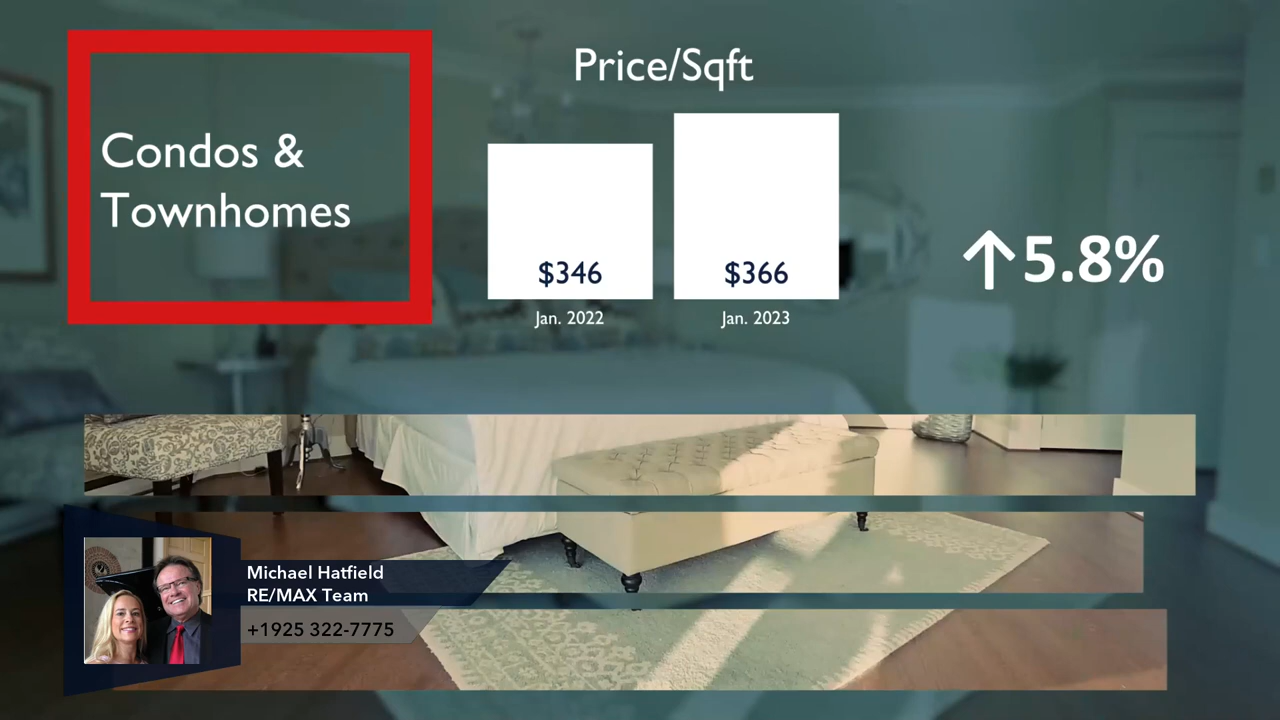 Condos &
Townhomes
Price/Sqft
$346
$366
Jan. 2022
Jan. 2023
↑5.8%
Michael Hatfield
RE/MAX Team
+1925 322-7775